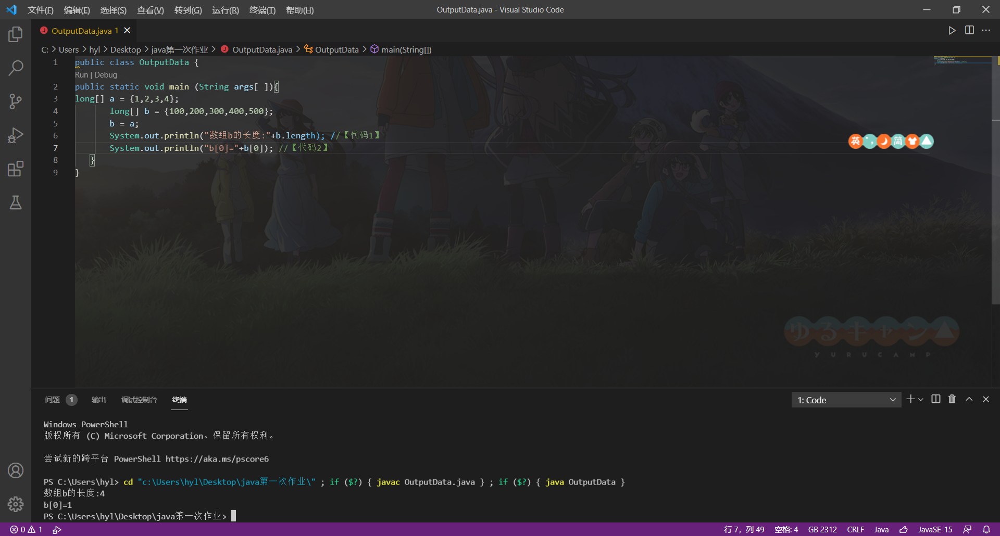 文件(F) 编辑(E) 选择(S) 查看(V) 转到(G) 运行(R) 终端(T) 帮助(H) OutputData.java - Visual Studio Code
OutputData.java 1
C: > Users > hyl > Desktop > java第一次作业 > OutputData.java > OutputData > main(String[])
1 public class OutputData {
Run | Debug
2 public static void main (String args[ ]){
3 long[] a = {1,2,3,4};
4 long[] b = {100,200,300,400,500};
5 b = a;
6 System.out.println("数组b的长度:"+b.length); //【代码1】
7 System.out.println("b[0]="+b[0]); //【代码2】
8 }
9 }
英 简
ゆるキャン
YURUCAMP
问题 1 输出 调试控制台 终端 1: Code
Windows PowerShell
版权所有 (C) Microsoft Corporation。保留所有权利。
尝试新的跨平台 PowerShell https://aka.ms/pscore6
PS C:\Users\hyl> cd "c:\Users\hyl\Desktop\java第一次作业\" ; if ($?) { javac OutputData.java } ; if ($?) { java OutputData }
数组b的长度:4
b[0]=1
PS C:\Users\hyl\Desktop\java第一次作业>
0 1 行 7，列 49 空格: 4 GB 2312 CRLF Java JavaSE-15